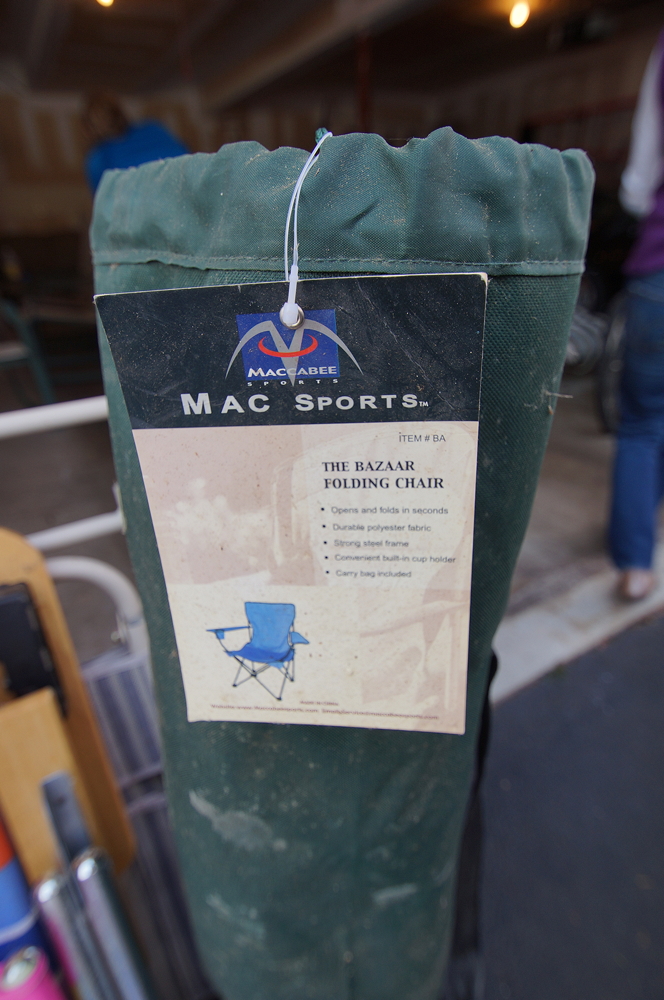 MACCABEE
SPORTS
MAC SPORTS™
ITEM # BA
THE BAZAAR
FOLDING CHAIR
• Opens and folds in seconds
• Durable polyester fabric
• Strong steel frame
• Convenient built-in cup holder
• Carry bag included